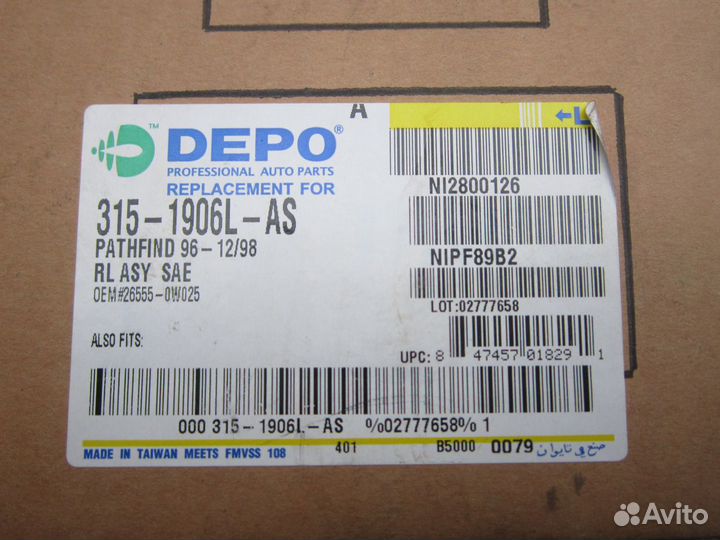 A
←L
™ DEPO®
PROFESSIONAL AUTO PARTS
REPLACEMENT FOR
315-1906L-AS
PATHFIND 96-12/98
RL ASY SAE
OEM#26555-0W025
ALSO FITS:
NI2800126
NIPF89B2
LOT:02777658
UPC: 8 47457 01829 1
000 315-1906L-AS %02777658% 1
MADE IN TAIWAN MEETS FMVSS 108 401 B5000 0079 صنع في تايوان
Avito